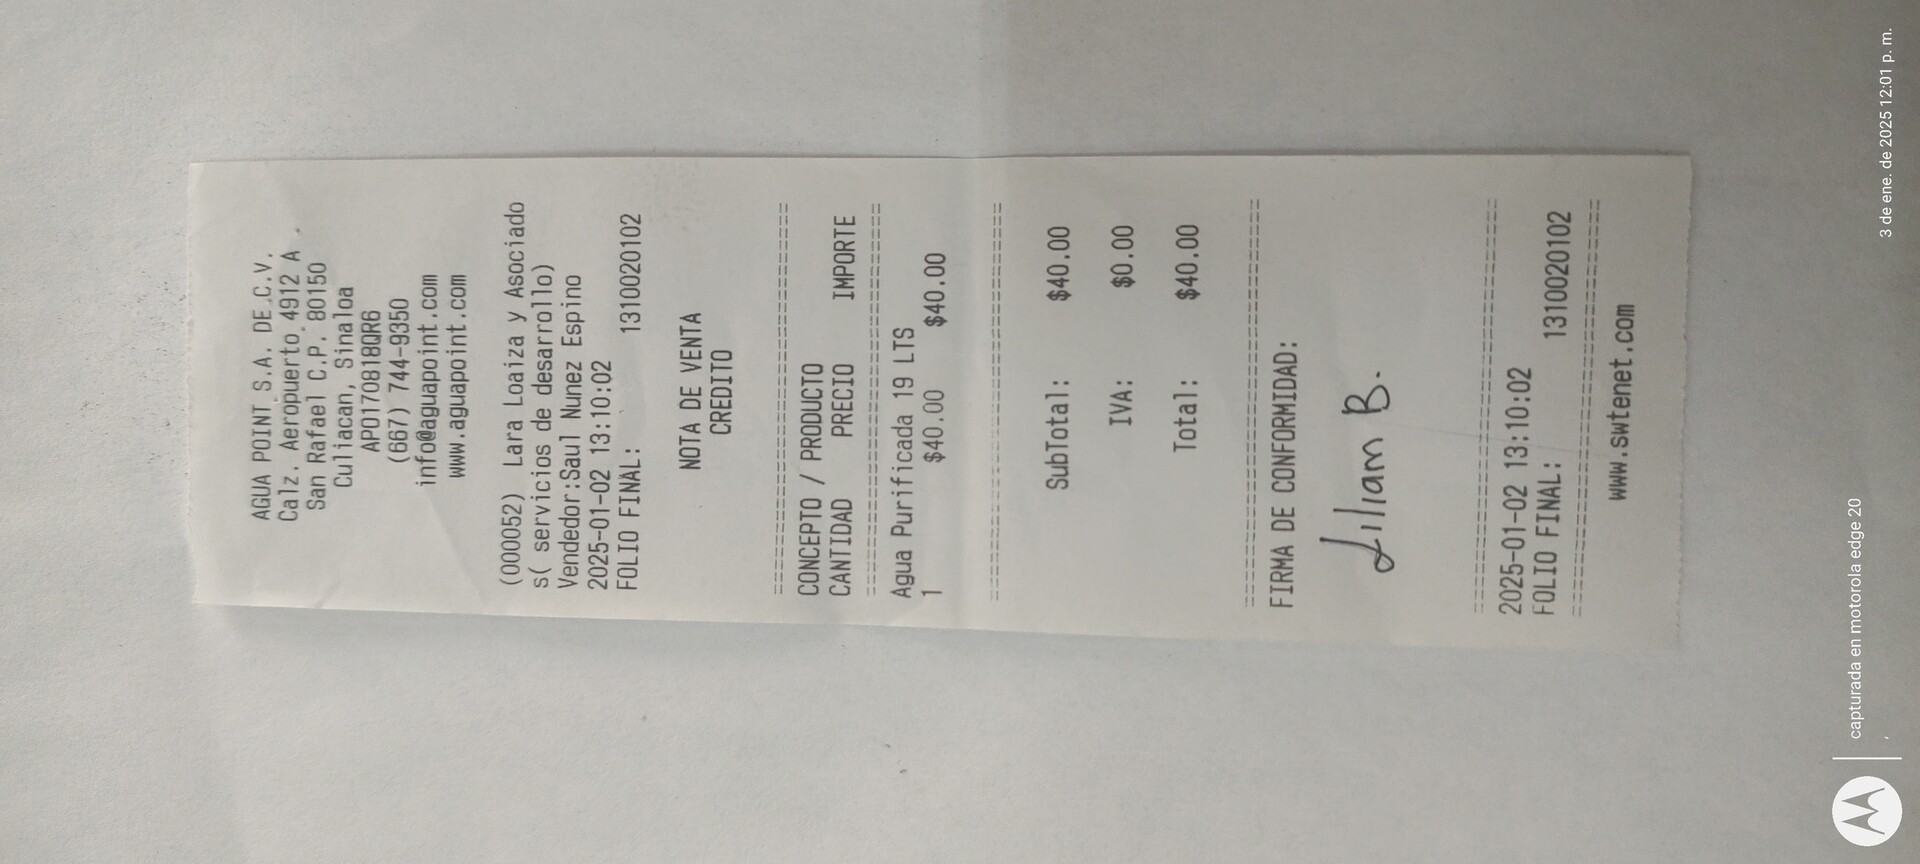 AGUA POINT S.A. DE C.V.
Calz. Aeropuerto 4912 A
San Rafael C.P. 80150
Culiacan, Sinaloa
APO170818QR6
(667) 744-9350
info@aguapoint.com
www.aguapoint.com
(000052) Lara Loaiza y Asociado
s( servicios de desarrollo)
Vendedor:Saul Nunez Espino
2025-01-02 13:10:02
FOLIO FINAL: 1310020102
NOTA DE VENTA
CREDITO
==============================
CONCEPTO / PRODUCTO
CANTIDAD PRECIO IMPORTE
==============================
Agua Purificada 19 LTS
1 $40.00 $40.00
==============================
SubTotal: $40.00
IVA: $0.00
Total: $40.00
==============================
FIRMA DE CONFORMIDAD:
Liliam B.
==============================
2025-01-02 13:10:02
FOLIO FINAL: 1310020102
==============================
www.swtenet.com
capturada en motorola edge 20
3 de ene. de 2025 12:01 p. m.